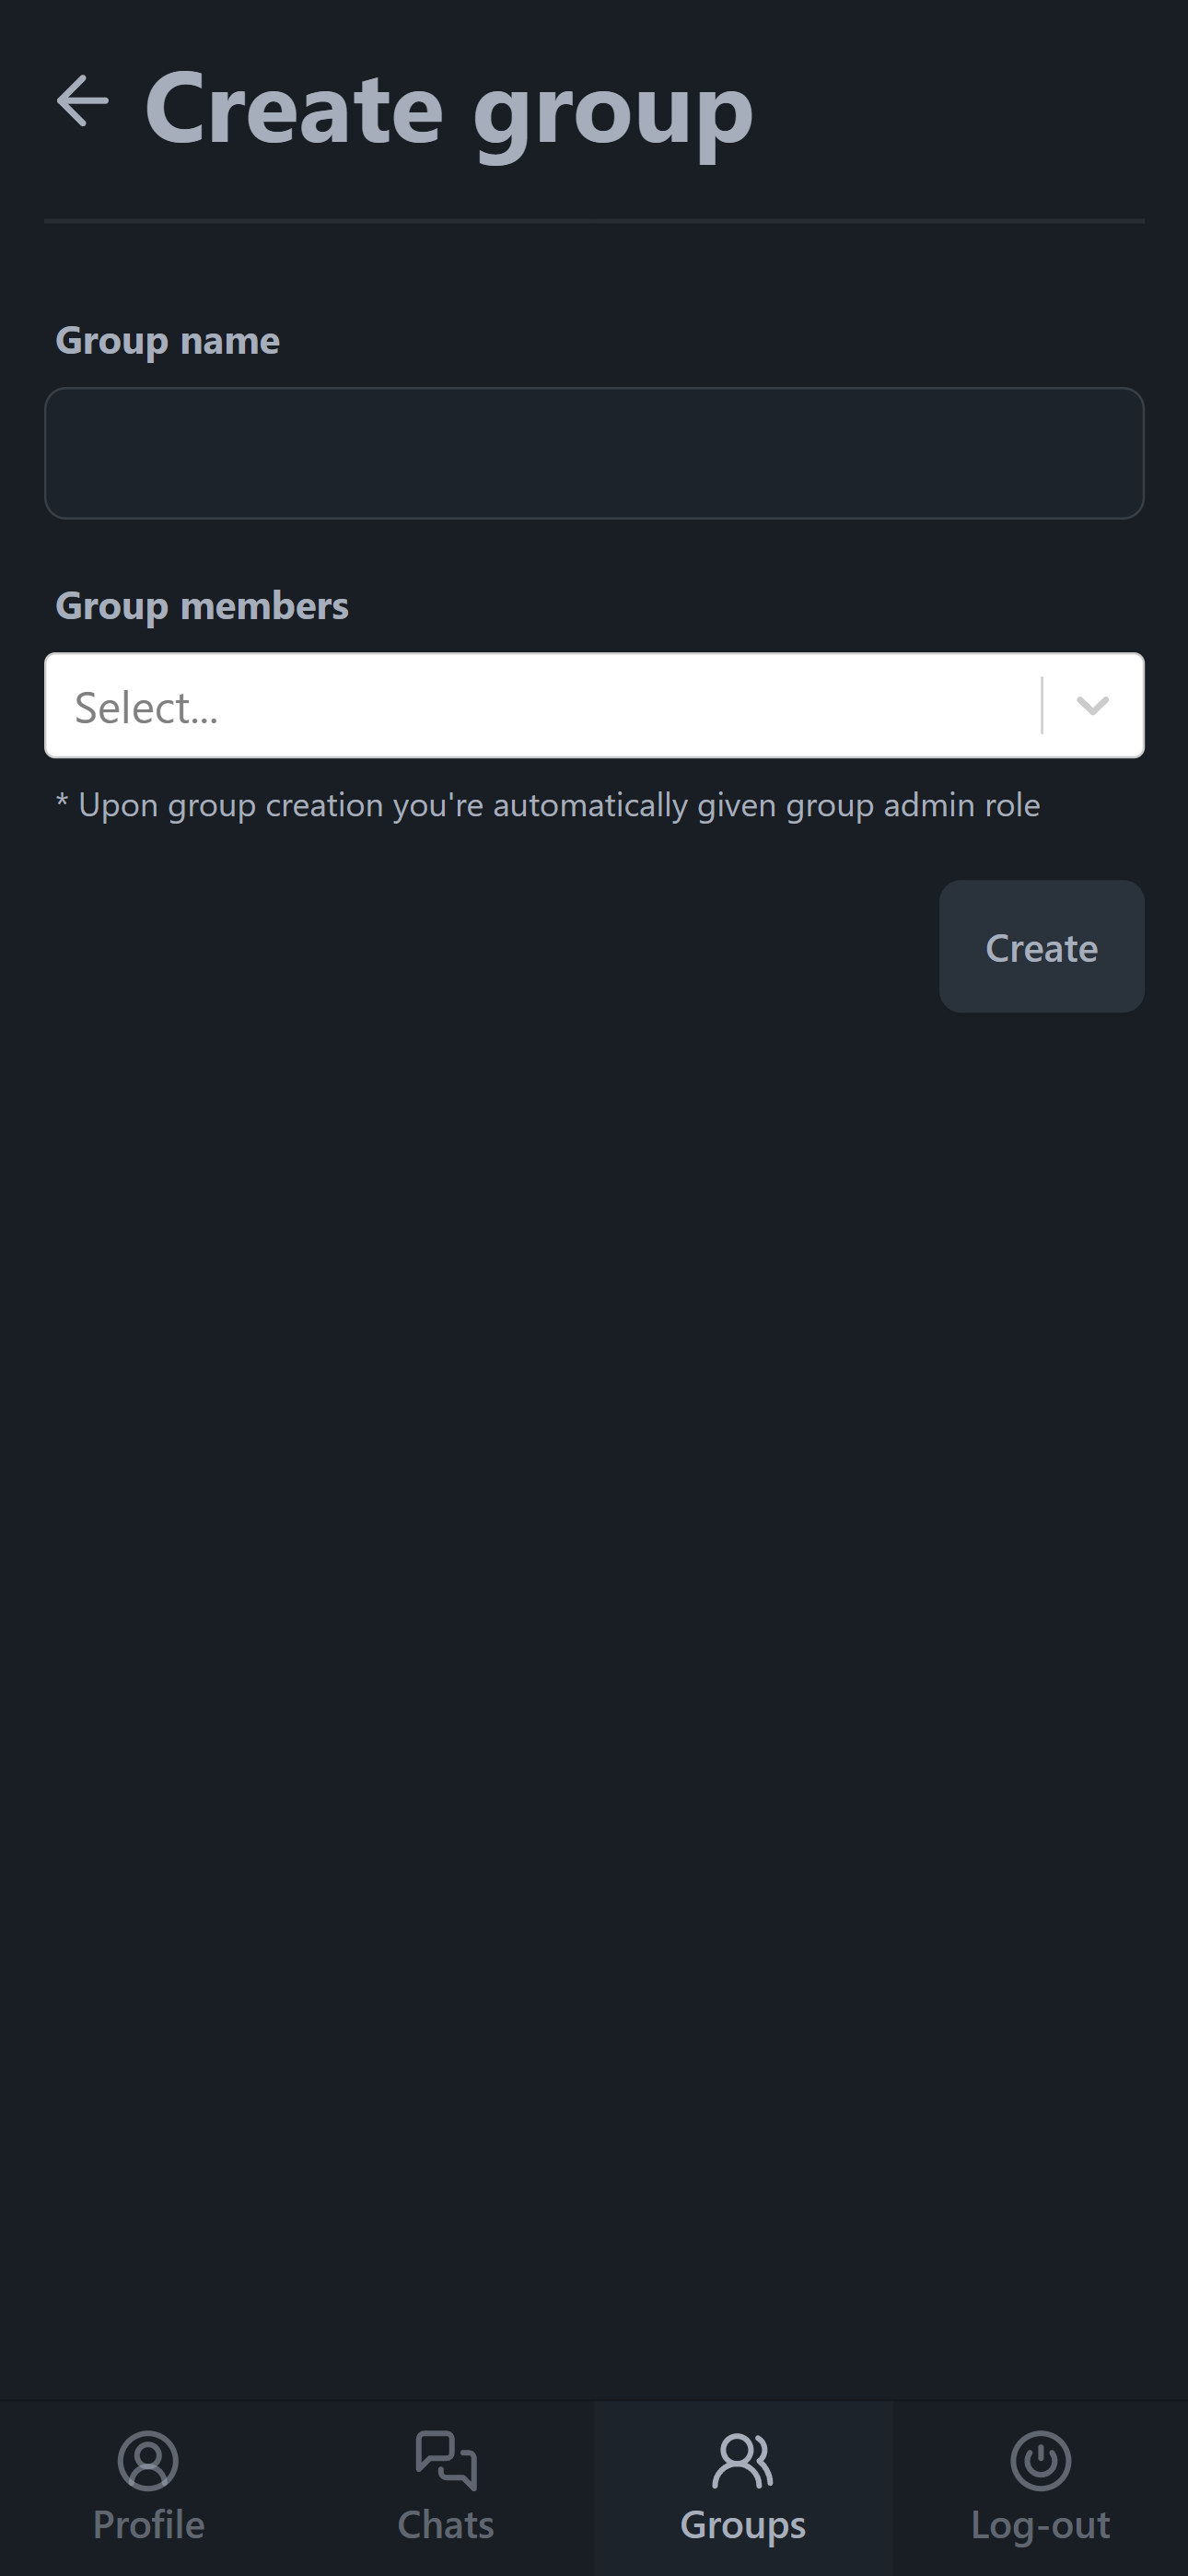 Create group
Group name
Group members
Select...
* Upon group creation you're automatically given group admin role
Create
Profile
Chats
Groups
Log-out